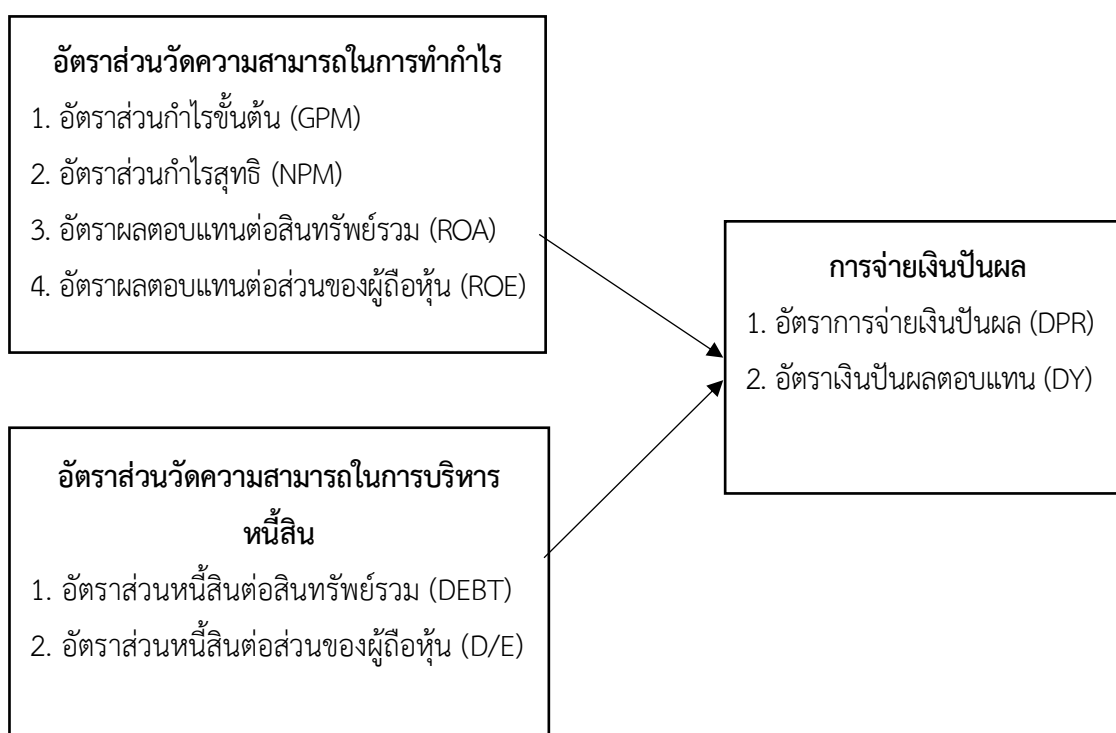 อัตราส่วนวัดความสามารถในการทำกำไร
1. อัตราส่วนกำไรขั้นต้น (GPM)
2. อัตราส่วนกำไรสุทธิ (NPM)
3. อัตราผลตอบแทนต่อสินทรัพย์รวม (ROA)
4. อัตราผลตอบแทนต่อส่วนของผู้ถือหุ้น (ROE)
การจ่ายเงินปันผล
1. อัตราการจ่ายเงินปันผล (DPR)
2. อัตราเงินปันผลตอบแทน (DY)
อัตราส่วนวัดความสามารถในการบริหาร
หนี้สิน
1. อัตราส่วนหนี้สินต่อสินทรัพย์รวม (DEBT)
2. อัตราส่วนหนี้สินต่อส่วนของผู้ถือหุ้น (D/E)